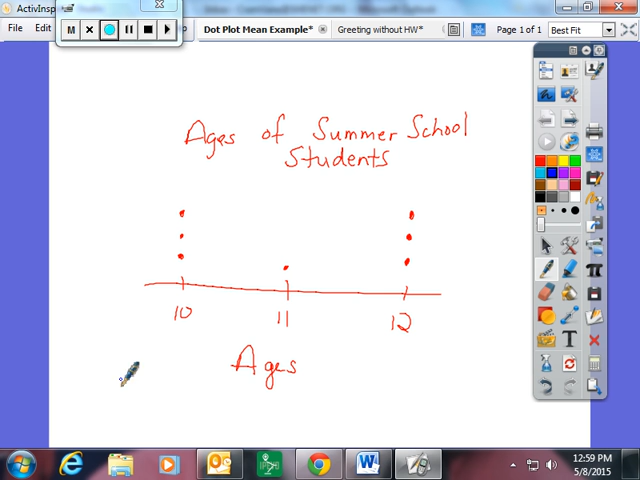 ActivInspire
File
Edit
M
Dot Plot Mean Example*
Greeting without HW*
Page 1 of 1
Best Fit
Ages of Summer School
Students
10
11
12
Ages
12:59 PM
5/8/2015